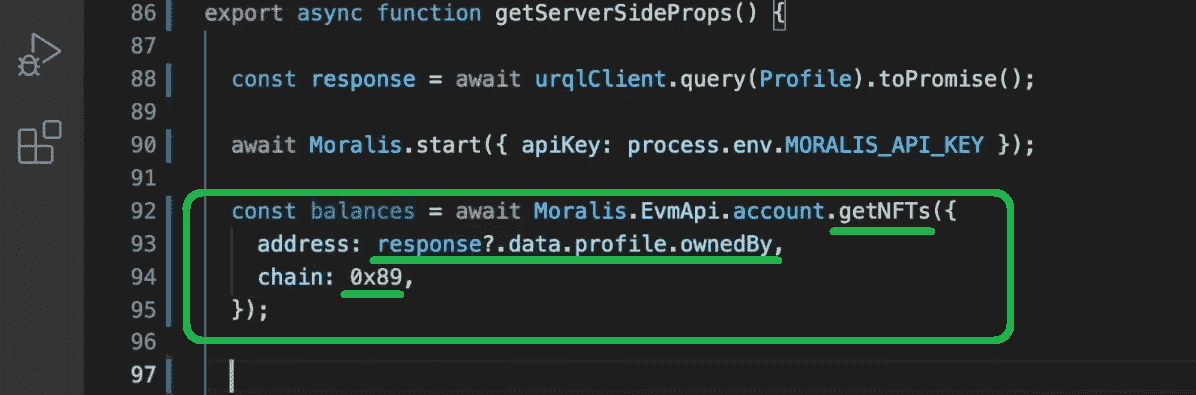 86 export async function getServerSideProps() {
87
88 const response = await urqlClient.query(Profile).toPromise();
89
90 await Moralis.start({ apiKey: process.env.MORALIS_API_KEY });
91
92 const balances = await Moralis.EvmApi.account.getNFTs({
93 address: response?.data.profile.ownedBy,
94 chain: 0x89,
95 });
96
97